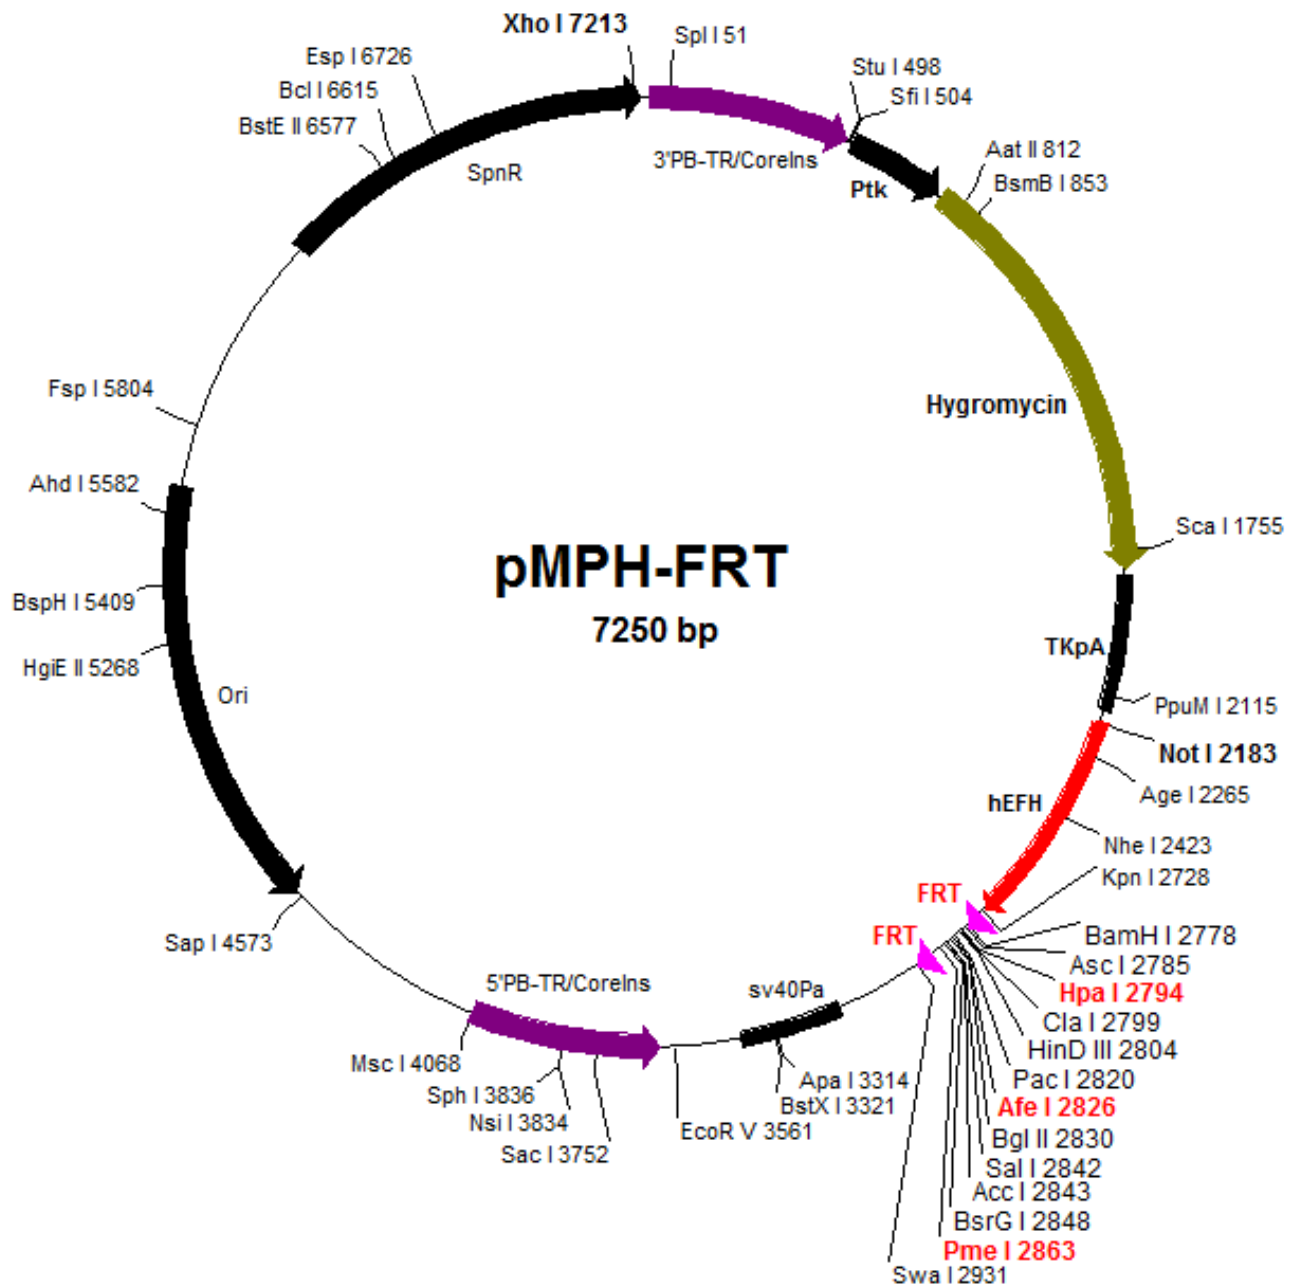 Xho I 7213
Spl I 51
Esp I 6726
Stu I 498
Bcl I 6615
Sfi I 504
BstE II 6577
3'PB-TR/CoreIns
Aat II 812
SpnR
Ptk
BsmB I 853
Fsp I 5804
Hygromycin
Ahd I 5582
Sca I 1755
pMPH-FRT
7250 bp
BspH I 5409
TKpA
HgiE II 5268
Ori
PpuM I 2115
Not I 2183
Age I 2265
hEFH
Nhe I 2423
Kpn I 2728
FRT
FRT
BamH I 2778
Sap I 4573
Asc I 2785
5'PB-TR/CoreIns
sv40Pa
Hpa I 2794
Cla I 2799
HinD III 2804
Msc I 4068
Apa I 3314
Pac I 2820
Sph I 3836
BstX I 3321
Afe I 2826
Nsi I 3834
EcoR V 3561
Bgl II 2830
Sac I 3752
Sal I 2842
Acc I 2843
BsrG I 2848
Pme I 2863
Swa I 2931